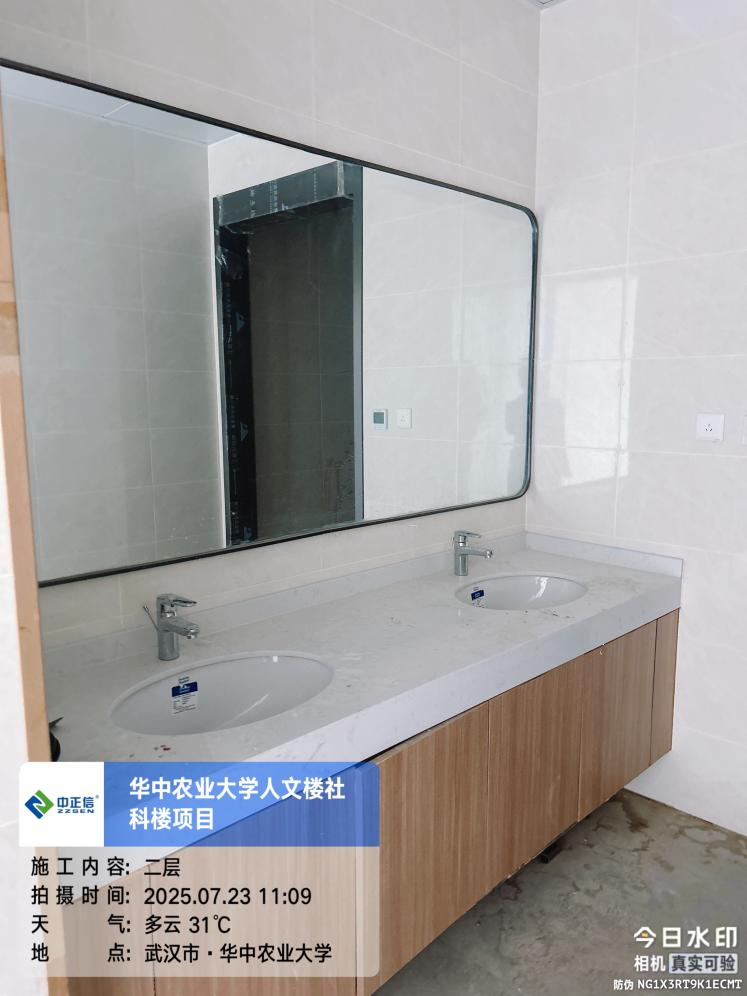 中正信®
ZZSEN
华中农业大学人文楼社
科楼项目
施工内容: 二层
拍摄时间: 2025.07.23 11:09
天气: 多云 31℃
地点: 武汉市·华中农业大学
今日水印
相机 真实可验
防伪 NG1X3RT9K1ECMT